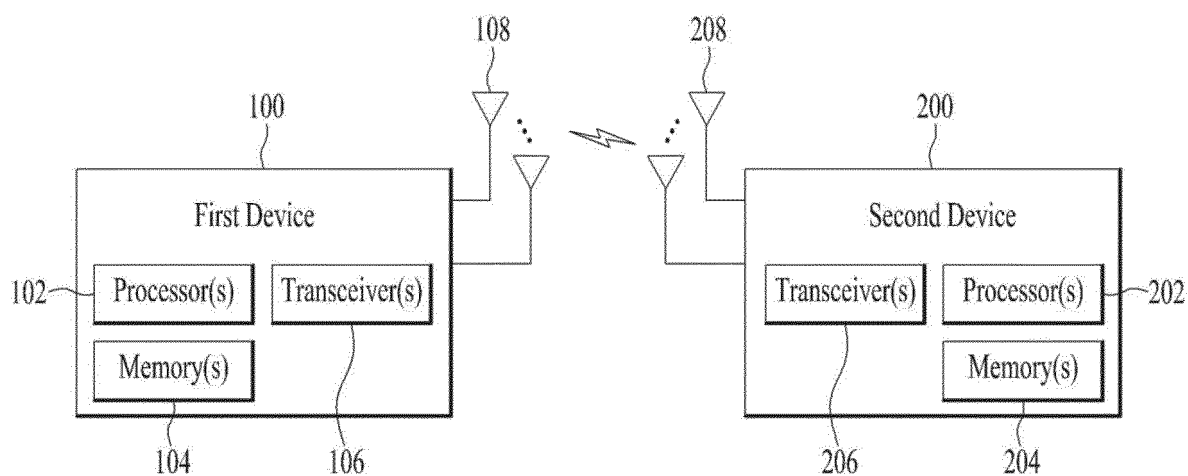 108
208
100
200
First Device
Second Device
102
Processor(s)
Transceiver(s)
Transceiver(s)
Processor(s)
202
Memory(s)
Memory(s)
104
106
206
204